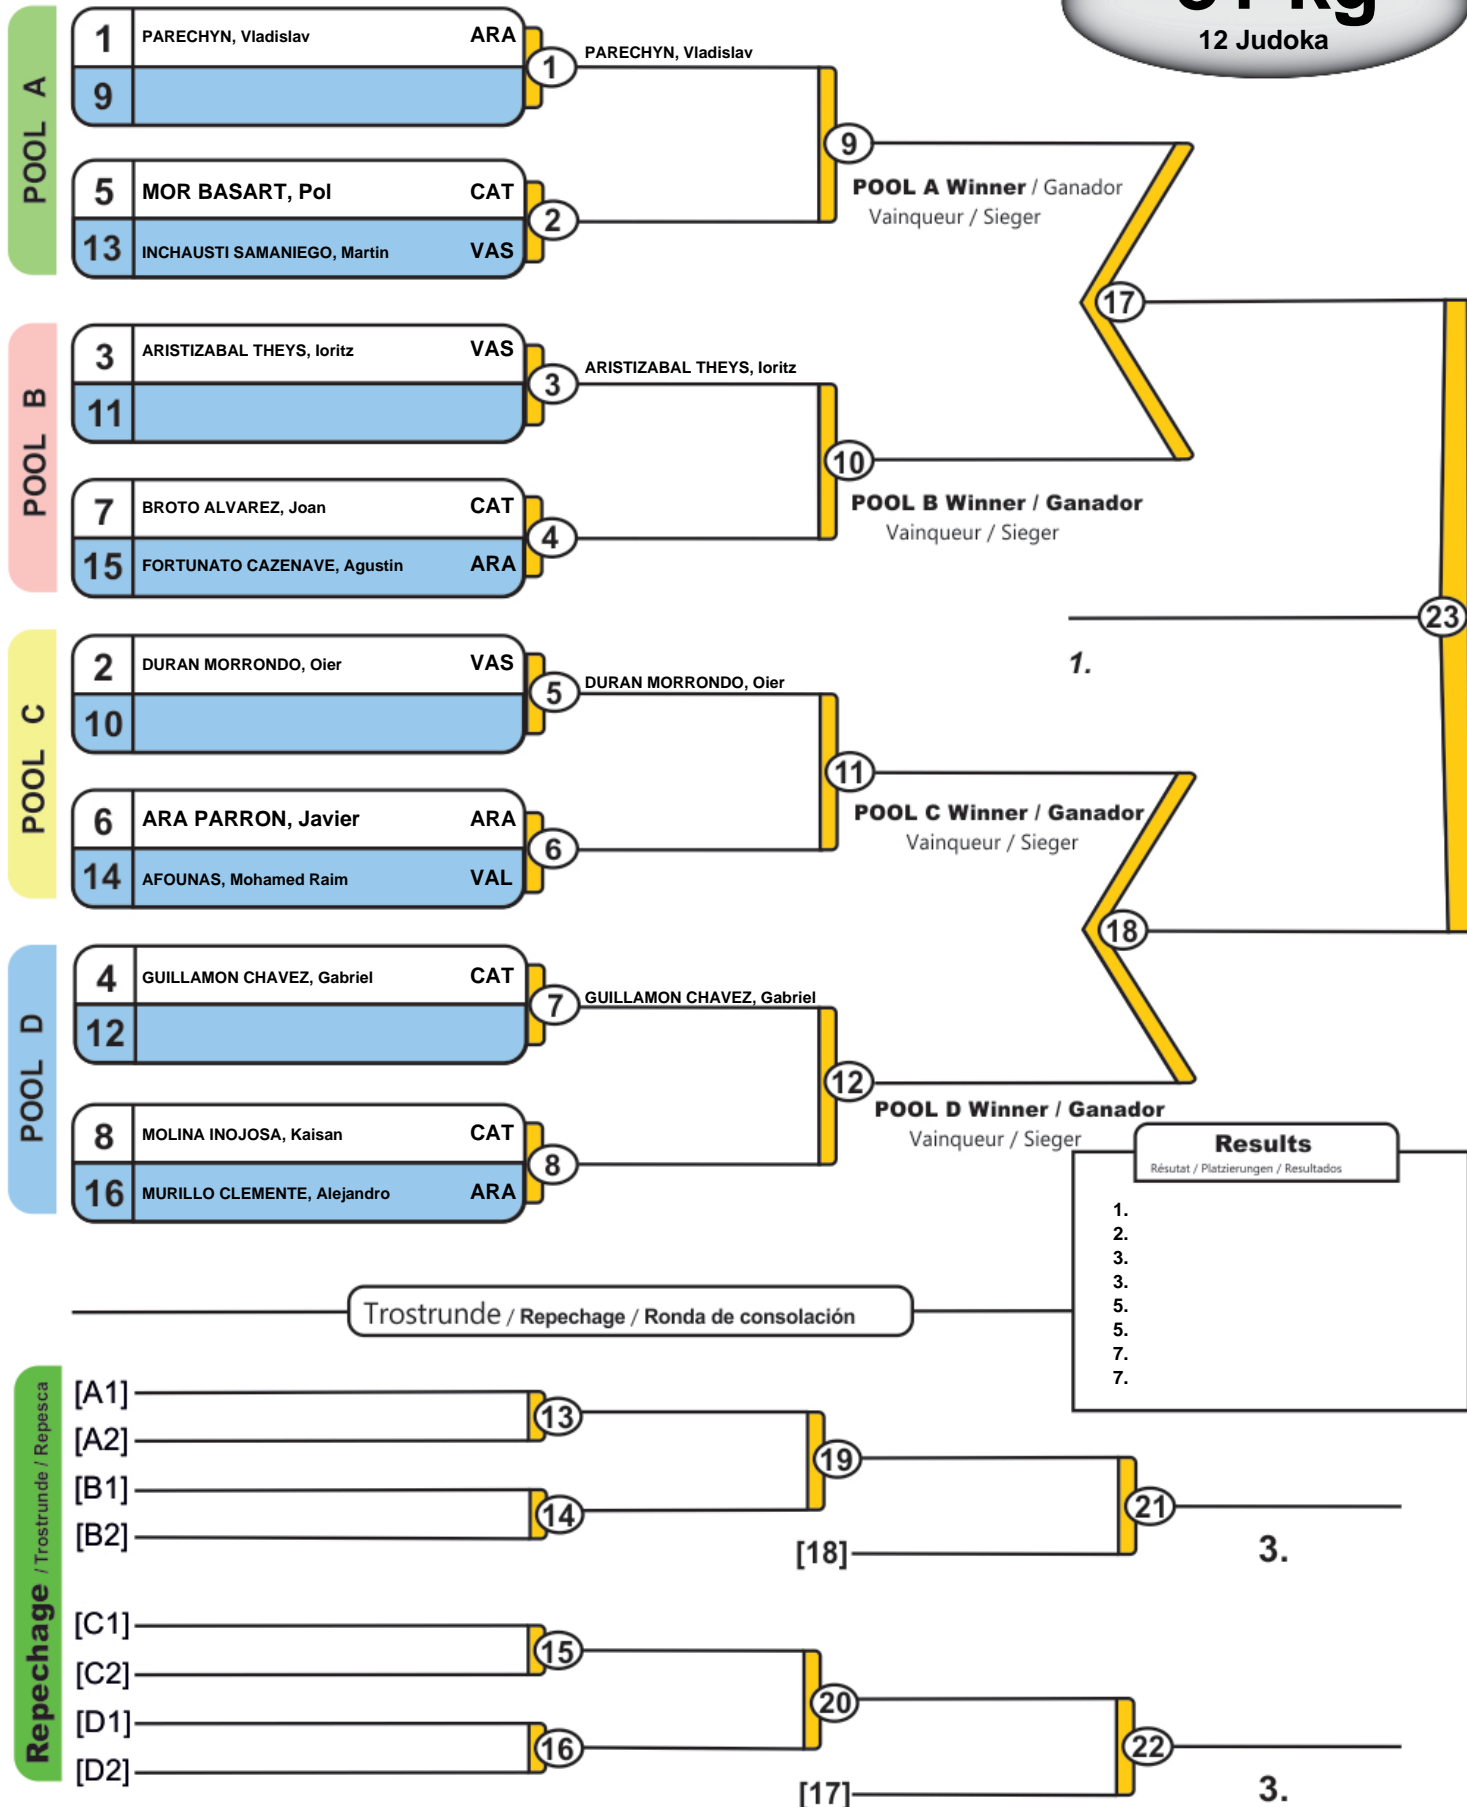 12 Judoka
POOL A
1 PARECHYN, Vladislav ARA
9
1 PARECHYN, Vladislav
5 MOR BASART, Pol CAT
13 INCHAUSTI SAMANIEGO, Martin VAS
2
9
POOL A Winner / Ganador
Vainqueur / Sieger
POOL B
3 ARISTIZABAL THEYS, Ioritz VAS
11
3 ARISTIZABAL THEYS, Ioritz
7 BROTO ALVAREZ, Joan CAT
15 FORTUNATO CAZENAVE, Agustin ARA
4
10
POOL B Winner / Ganador
Vainqueur / Sieger
17
23
1.
POOL C
2 DURAN MORRONDO, Oier VAS
10
5 DURAN MORRONDO, Oier
6 ARA PARRON, Javier ARA
14 AFOUNAS, Mohamed Raim VAL
6
11
POOL C Winner / Ganador
Vainqueur / Sieger
18
POOL D
4 GUILLAMON CHAVEZ, Gabriel CAT
12
7 GUILLAMON CHAVEZ, Gabriel
8 MOLINA INOJOSA, Kaisan CAT
16 MURILLO CLEMENTE, Alejandro ARA
8
12
POOL D Winner / Ganador
Vainqueur / Sieger
Results
Résutat / Platzierungen / Resultados
1.
2.
3.
3.
5.
5.
7.
7.
Trostrunde / Repechage / Ronda de consolación
Repechage / Trostrunde / Repesca
[A1]
[A2]
13
[B1]
[B2]
14
19
[18]
21
3.
[C1]
[C2]
15
[D1]
[D2]
16
20
[17]
22
3.